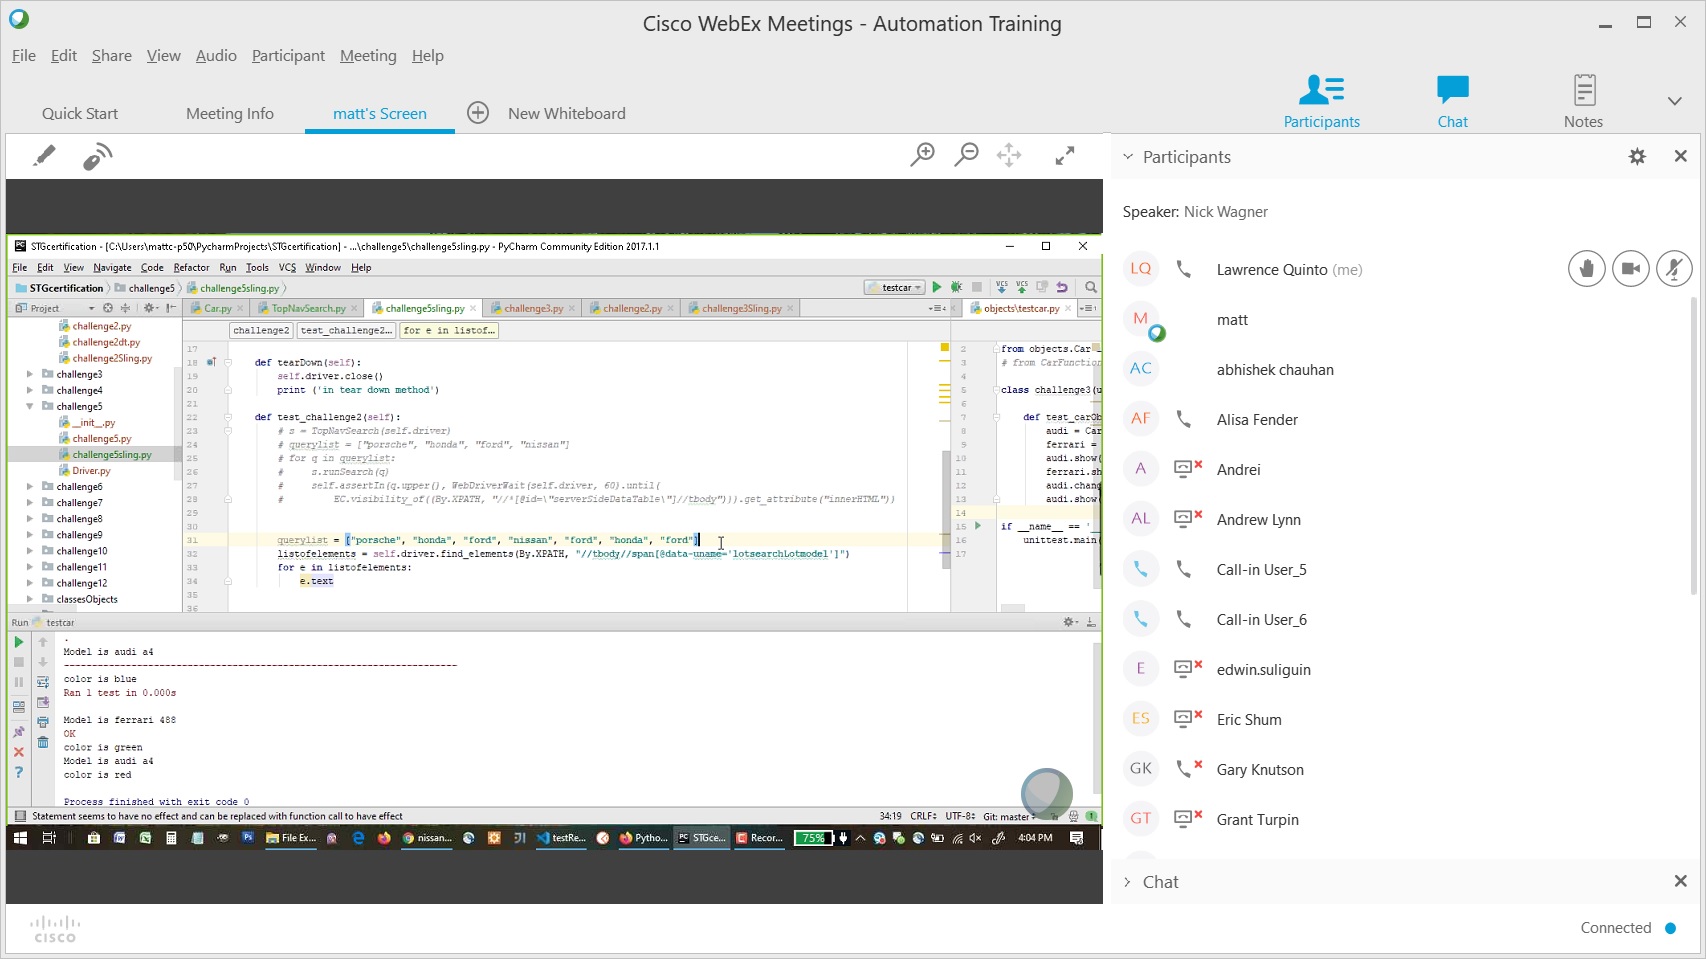 Cisco WebEx Meetings - Automation Training
File Edit Share View Audio Participant Meeting Help
Quick Start Meeting Info matt's Screen New Whiteboard
Participants Chat Notes
STGcertification - [C:\Users\mattc-p50\PycharmProjects\STGcertification] - ...\challenge5\challenge5sling.py - PyCharm Community Edition 2017.1.1
File Edit View Navigate Code Refactor Run Tools VCS Window Help
STGcertification challenge5 challenge5sling.py
testcar
VCS VCS
Project
Car.py TopNavSearch.py challenge5sling.py challenge3.py challenge2.py challenge3Sling.py
objects\testcar.py
challenge2 test_challenge2... for e in listof...
challenge2.py
challenge2dt.py
challenge2Sling.py
challenge3
challenge4
challenge5
__init__.py
challenge5.py
challenge5sling.py
Driver.py
challenge6
challenge7
challenge8
challenge9
challenge10
challenge11
challenge12
classesObjects
17
18 def tearDown(self):
19 self.driver.close()
20 print ('in tear down method')
21
22 def test_challenge2(self):
23 # s = TopNavSearch(self.driver)
24 # querylist = ["porsche", "honda", "ford", "nissan"]
25 # for q in querylist:
26 # s.runSearch(q)
27 # self.assertIn(q.upper(), WebDriverWait(self.driver, 60).until(
28 # EC.visibility_of((By.XPATH, "//*[@id=\"serverSideDataTable\"]//tbody"))).get_attribute("innerHTML"))
29
30
31 querylist = ["porsche", "honda", "ford", "nissan", "ford", "honda", "ford"]
32 listofelements = self.driver.find_elements(By.XPATH, "//tbody//span[@data-uname='lotsearchLotmodel']")
33 for e in listofelements:
34 e.text
35
36
2 from objects.Car
3 # from CarFunction
4
5 class challenge3(u
6
7 def test_carOb
8 audi = Car
9 ferrari =
10 audi.show(
11 ferrari.sh
12 audi.chang
13 audi.show(
14
15 if __name__ == '
16 unittest.main(
17
Run testcar
.
Model is audi a4
----------------------------------------------------------------------
color is blue
Ran 1 test in 0.000s
Model is ferrari 488
OK
color is green
Model is audi a4
color is red
Process finished with exit code 0
Statement seems to have no effect and can be replaced with function call to have effect
34:19 CRLF UTF-8 Git: master
File Ex... nissan... testRe... Python... STGce... Recor... 75% 4:04 PM
Participants
Speaker: Nick Wagner
LQ Lawrence Quinto (me)
M matt
AC abhishek chauhan
AF Alisa Fender
A Andrei
AL Andrew Lynn
Call-in User_5
Call-in User_6
E edwin.suliguin
ES Eric Shum
GK Gary Knutson
GT Grant Turpin
Chat
CISCO
Connected